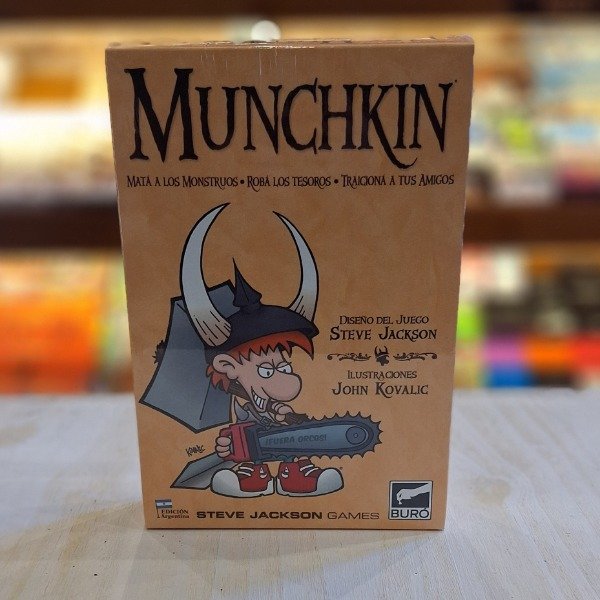 MUNCHKIN
MATÁ A LOS MONSTRUOS • ROBÁ LOS TESOROS • TRAICIONÁ A TUS AMIGOS
DISEÑO DEL JUEGO
STEVE JACKSON
ILUSTRACIONES
JOHN KOVALIC
¡FUERA ORCOS!
KOVALIC
EDICIÓN
Argentina
STEVE JACKSON GAMES
BURÓ